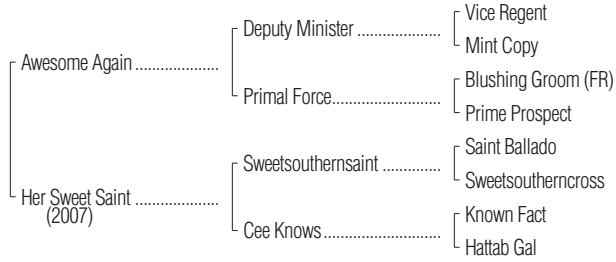 Vice Regent
Deputy Minister ...................
Mint Copy
Awesome Again ...................
Blushing Groom (FR)
Primal Force.........................
Prime Prospect
Saint Ballado
Sweetsouthernsaint .............
Sweetsoutherncross
Her Sweet Saint ..................
(2007)
Known Fact
Cee Knows...........................
Hattab Gal